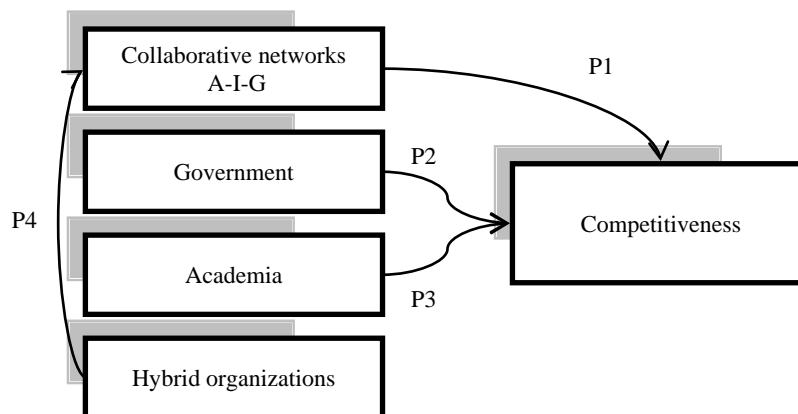 Collaborative networks
A-I-G
P1
Government
P2
Competitiveness
P4
Academia
P3
Hybrid organizations